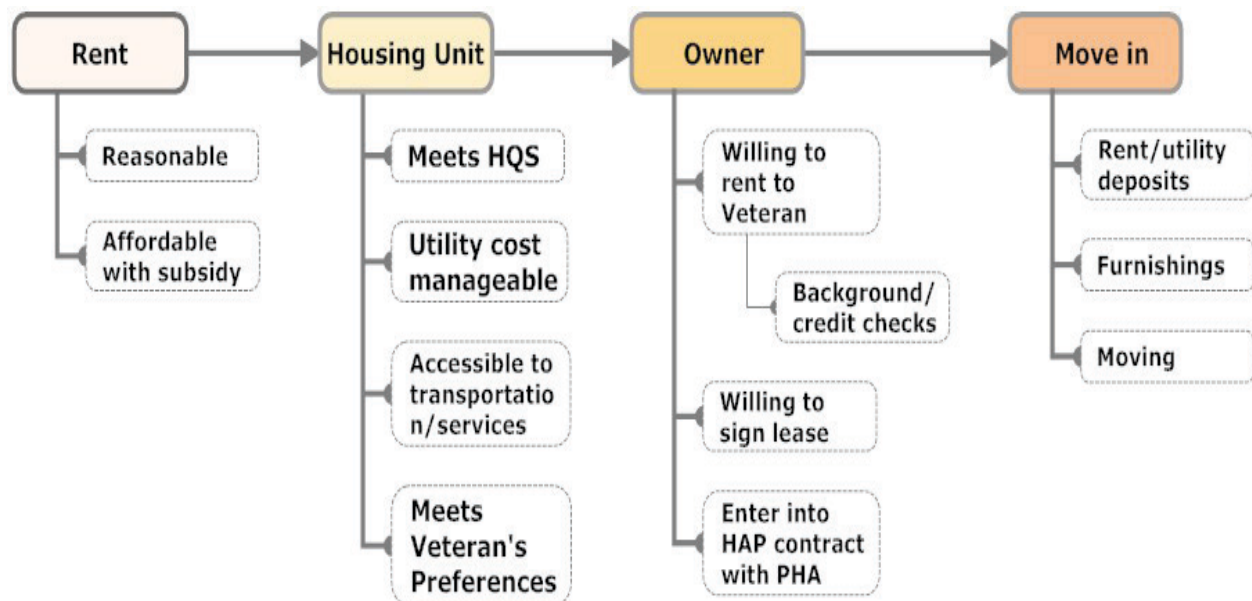 Rent
Housing Unit
Owner
Move in
Reasonable
Affordable
with subsidy
Meets HQS
Utility cost
manageable
Accessible to
transportatio
n/services
Meets
Veteran's
Preferences
Willing to
rent to
Veteran
Background/
credit checks
Willing to
sign lease
Enter into
HAP contract
with PHA
Rent/utility
deposits
Furnishings
Moving